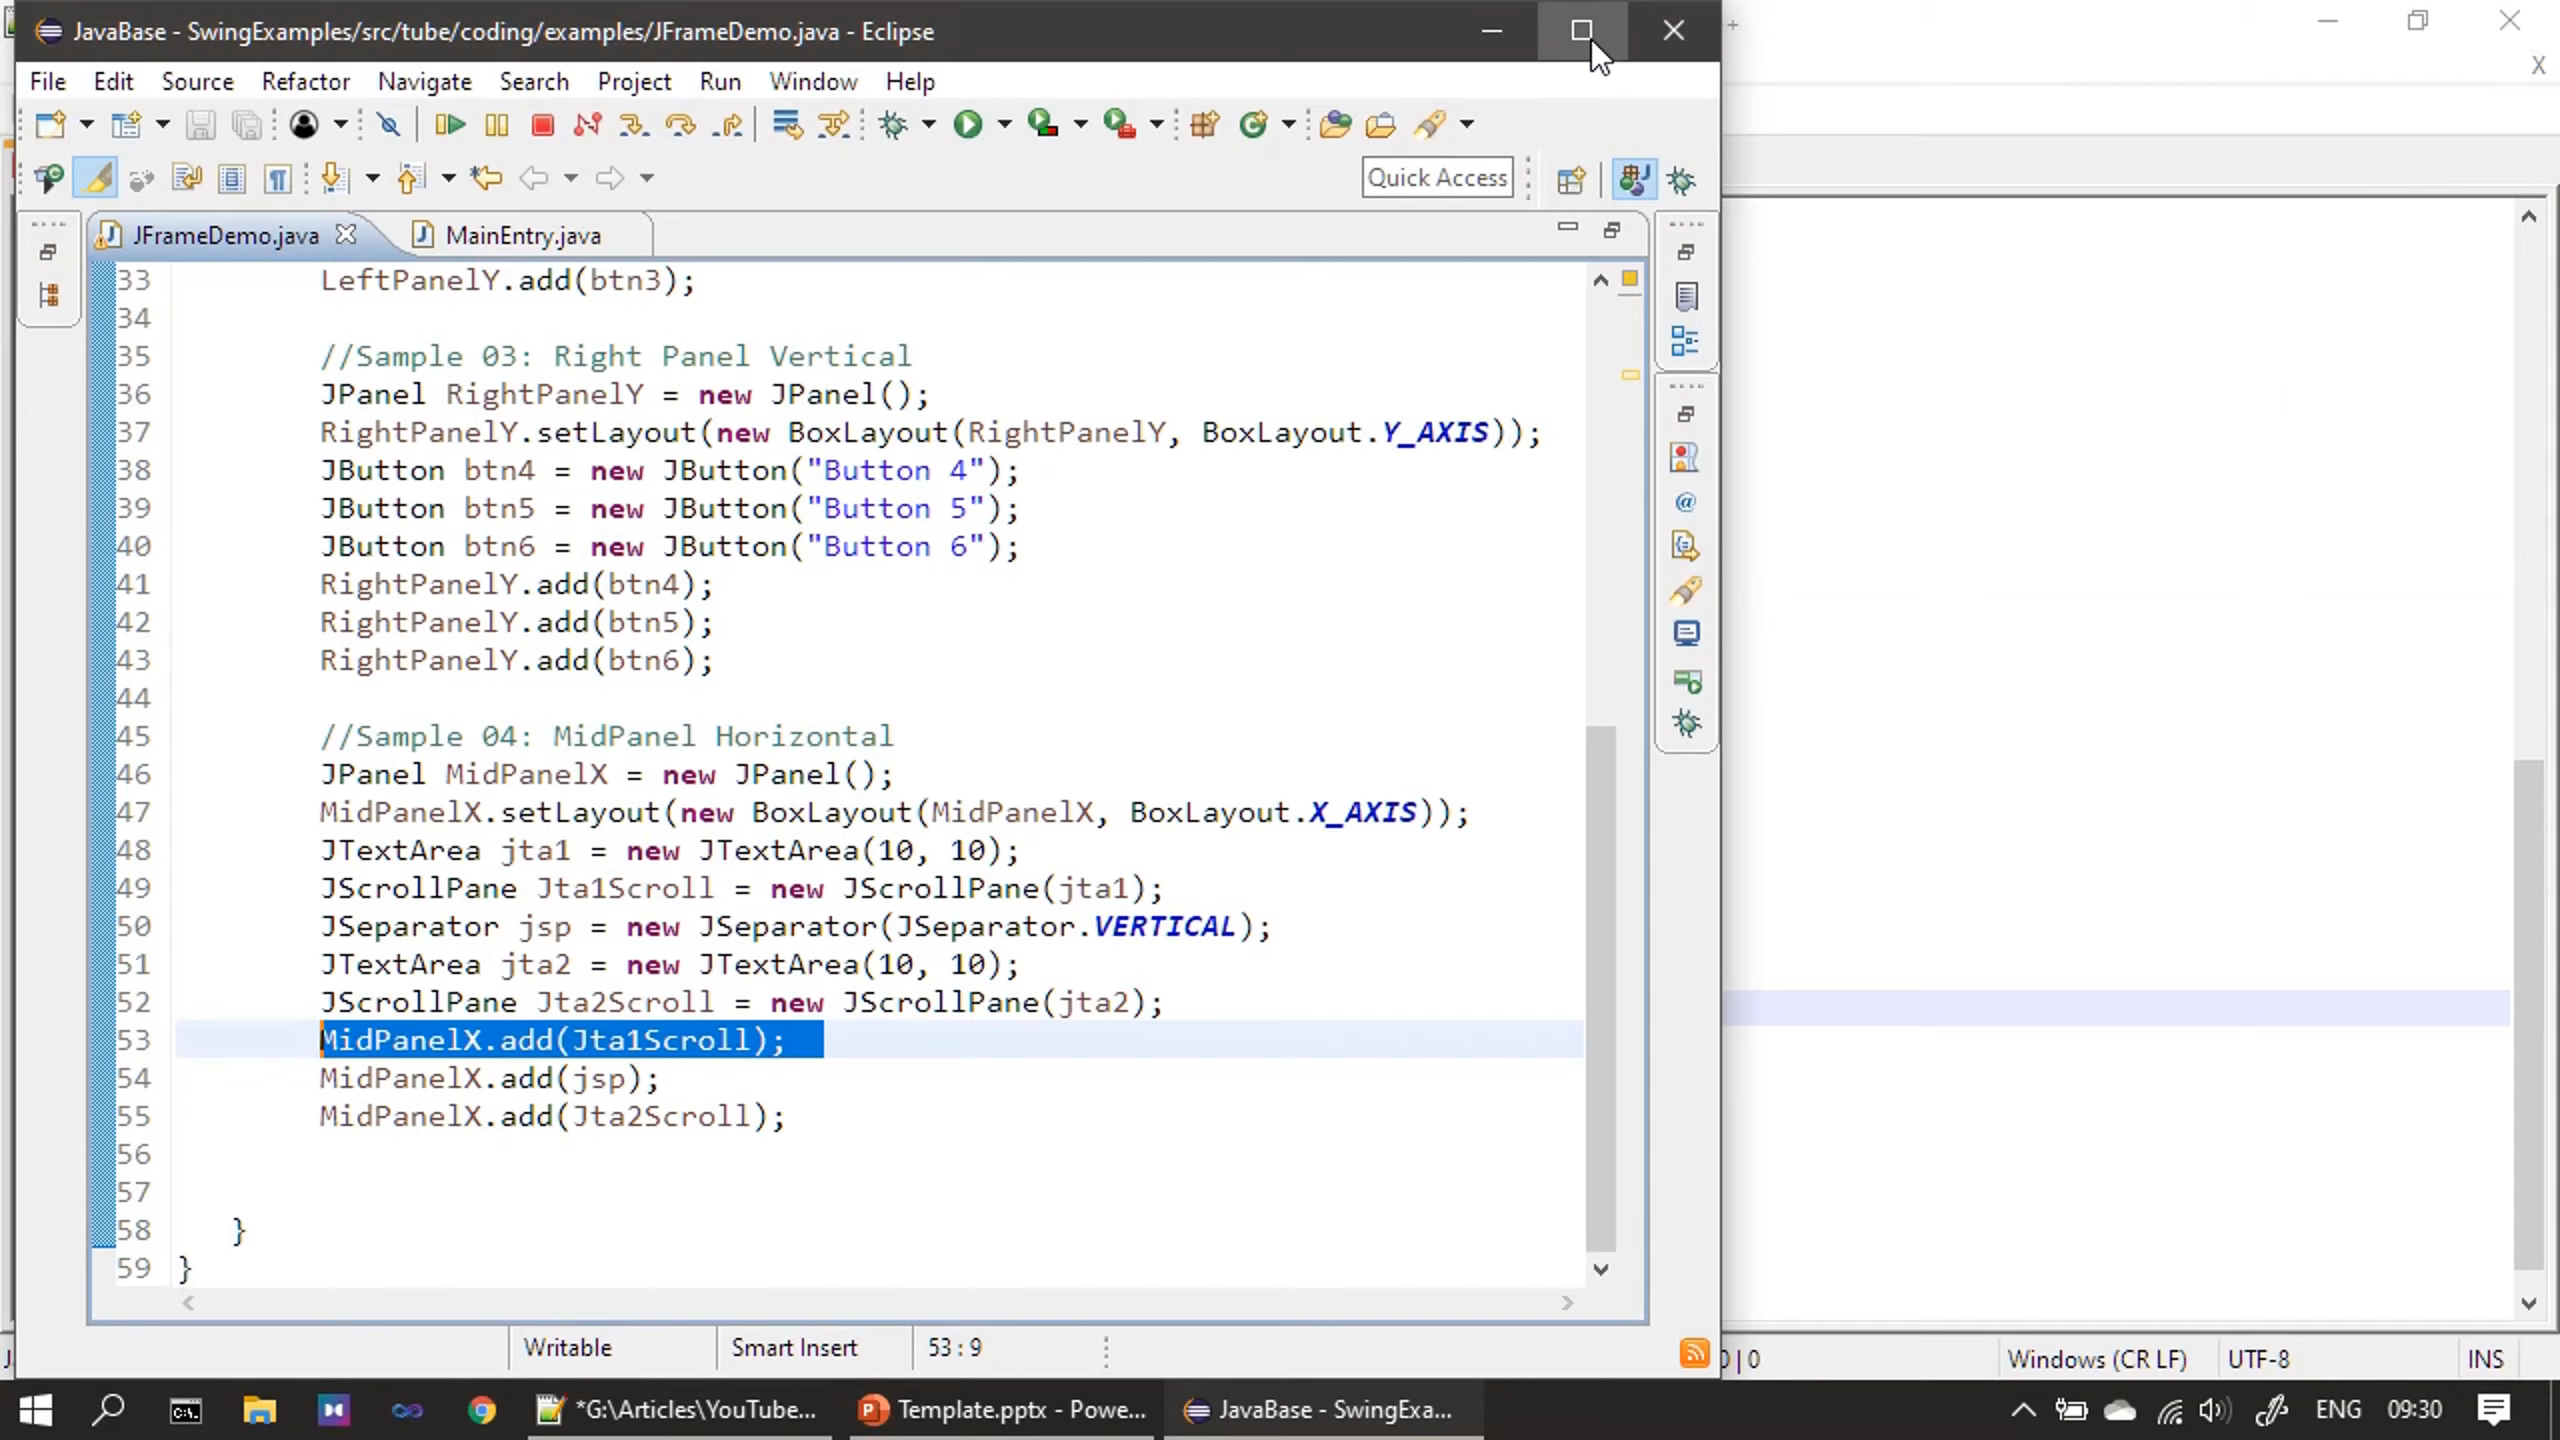 JavaBase - SwingExamples/src/tube/coding/examples/JFrameDemo.java - Eclipse
File Edit Source Refactor Navigate Search Project Run Window Help
X
Quick Access
JFrameDemo.java MainEntry.java
33 LeftPanelY.add(btn3);
34
35 //Sample 03: Right Panel Vertical
36 JPanel RightPanelY = new JPanel();
37 RightPanelY.setLayout(new BoxLayout(RightPanelY, BoxLayout.Y_AXIS));
38 JButton btn4 = new JButton("Button 4");
39 JButton btn5 = new JButton("Button 5");
40 JButton btn6 = new JButton("Button 6");
41 RightPanelY.add(btn4);
42 RightPanelY.add(btn5);
43 RightPanelY.add(btn6);
44
45 //Sample 04: MidPanel Horizontal
46 JPanel MidPanelX = new JPanel();
47 MidPanelX.setLayout(new BoxLayout(MidPanelX, BoxLayout.X_AXIS));
48 JTextArea jta1 = new JTextArea(10, 10);
49 JScrollPane Jta1Scroll = new JScrollPane(jta1);
50 JSeparator jsp = new JSeparator(JSeparator.VERTICAL);
51 JTextArea jta2 = new JTextArea(10, 10);
52 JScrollPane Jta2Scroll = new JScrollPane(jta2);
53 MidPanelX.add(Jta1Scroll);
54 MidPanelX.add(jsp);
55 MidPanelX.add(Jta2Scroll);
56
57
58 }
59 }
Writable Smart Insert 53 : 9
0 | 0 Windows (CR LF) UTF-8 INS
*G:\Articles\YouTube... Template.pptx - Powe... JavaBase - SwingExa... ENG 09:30